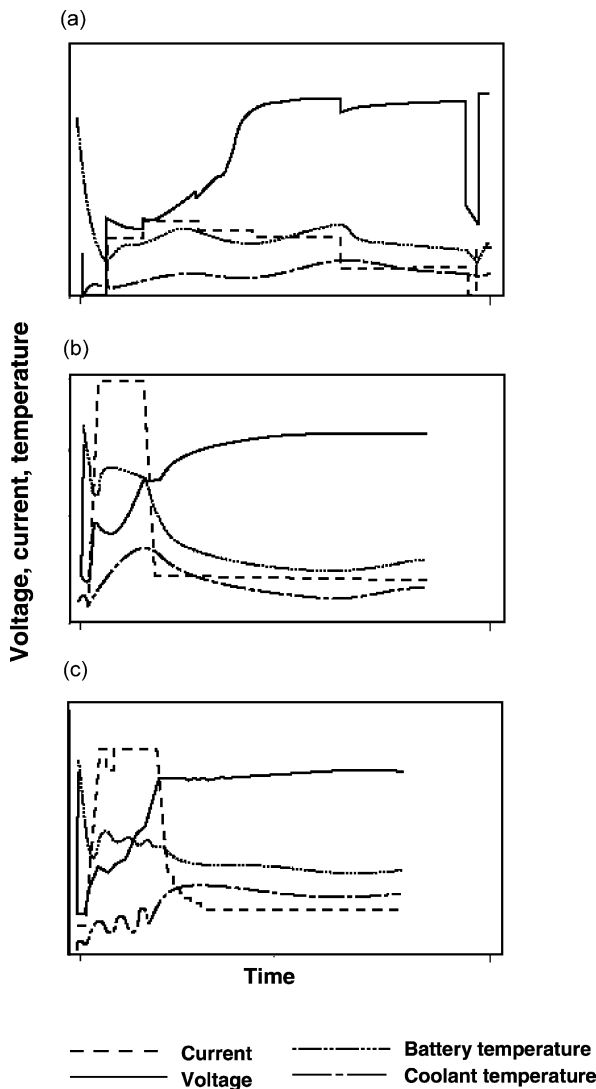 (a)
(b)
Voltage, current, temperature
(c)
Time
Current
Battery temperature
Voltage
Coolant temperature